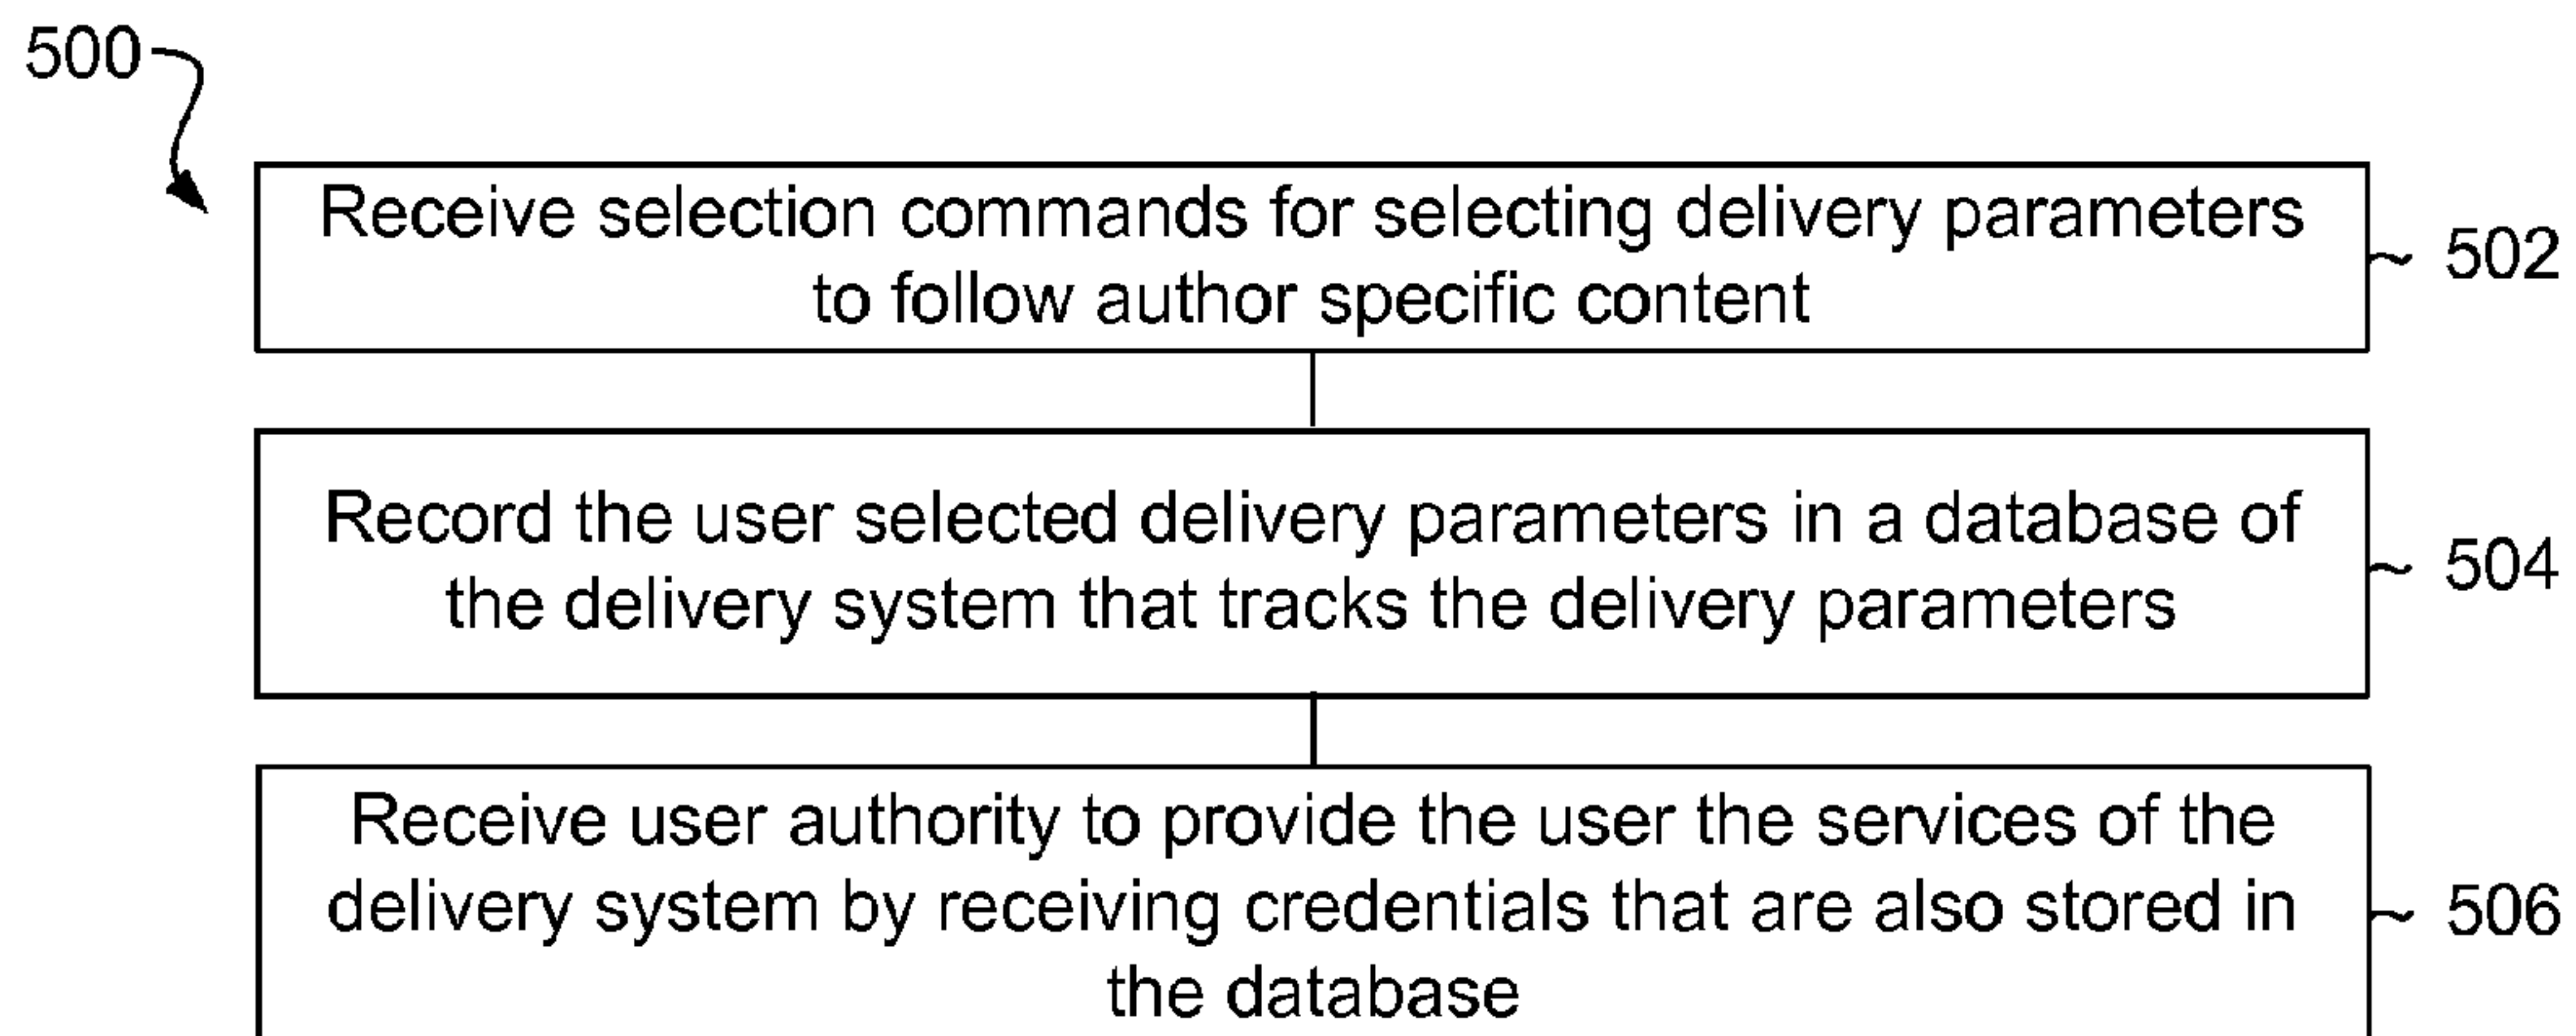 500
Receive selection commands for selecting delivery parameters
to follow author specific content
502
Record the user selected delivery parameters in a database of
the delivery system that tracks the delivery parameters
504
Receive user authority to provide the user the services of the
delivery system by receiving credentials that are also stored in
the database
506